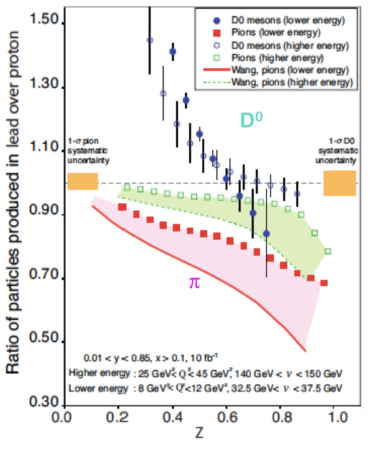 Ratio of particles produced in lead over proton
1.50
1.30
1.10
0.90
0.70
0.50
0.30
D0 mesons (lower energy)
Pions (lower energy)
D0 mesons (higher energy)
Pions (higher energy)
Wang, pions (lower energy)
Wang, pions (higher energy)
D⁰
1-σ pion
systematic
uncertainty
1-σ D0
systematic
uncertainty
π
0.01 < y < 0.85, x > 0.1, 10 fb⁻¹
Higher energy : 25 GeV²< Q²< 45 GeV², 140 GeV < ν < 150 GeV
Lower energy : 8 GeV²< Q²<12 GeV², 32.5 GeV< ν < 37.5 GeV
0.0 0.2 0.4 0.6 0.8 1.0
Z